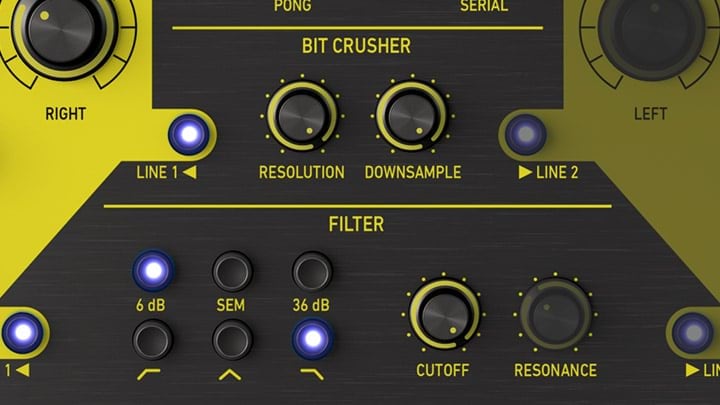 PONG
SERIAL
BIT CRUSHER
RIGHT
LEFT
LINE 1 ◀
RESOLUTION
DOWNSAMPLE
▶ LINE 2
FILTER
6 dB
SEM
36 dB
1 ◀
CUTOFF
RESONANCE
▶ LIN